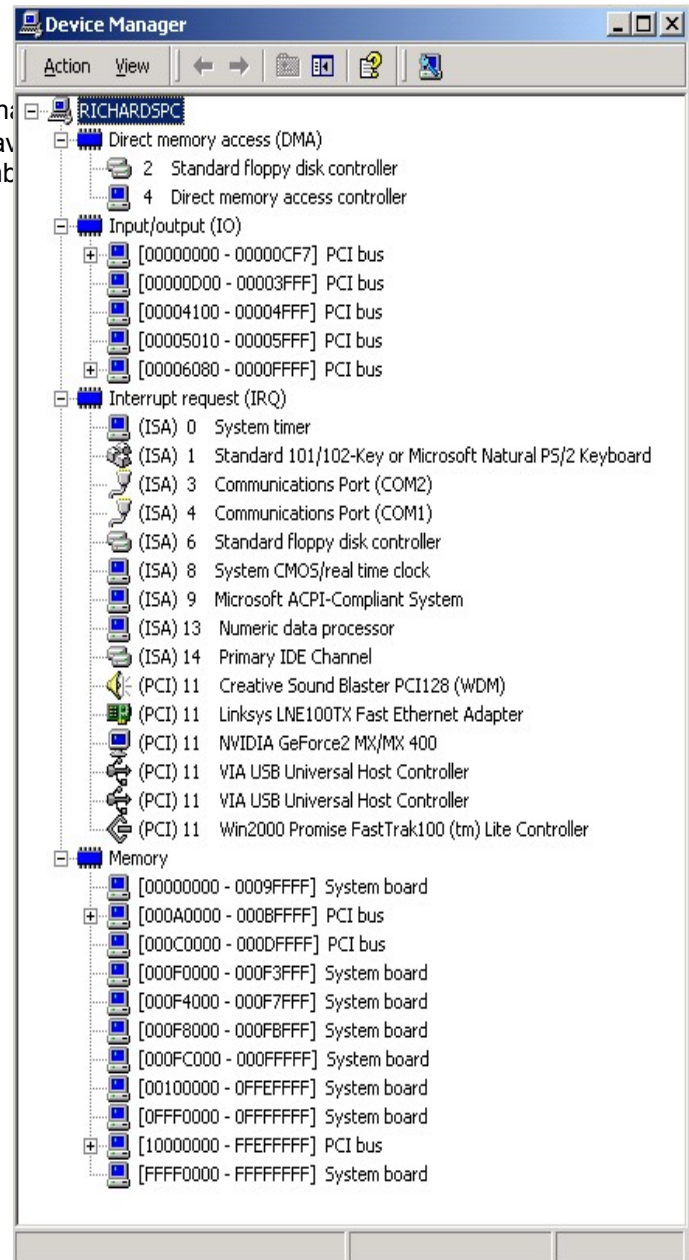 Device Manager
Action View
RICHARDSPC
Direct memory access (DMA)
2 Standard floppy disk controller
4 Direct memory access controller
Input/output (IO)
[00000000 - 00000CF7] PCI bus
[00000D00 - 00003FFF] PCI bus
[00004100 - 00004FFF] PCI bus
[00005010 - 00005FFF] PCI bus
[00006080 - 0000FFFF] PCI bus
Interrupt request (IRQ)
(ISA) 0 System timer
(ISA) 1 Standard 101/102-Key or Microsoft Natural PS/2 Keyboard
(ISA) 3 Communications Port (COM2)
(ISA) 4 Communications Port (COM1)
(ISA) 6 Standard floppy disk controller
(ISA) 8 System CMOS/real time clock
(ISA) 9 Microsoft ACPI-Compliant System
(ISA) 13 Numeric data processor
(ISA) 14 Primary IDE Channel
(PCI) 11 Creative Sound Blaster PCI128 (WDM)
(PCI) 11 Linksys LNE100TX Fast Ethernet Adapter
(PCI) 11 NVIDIA GeForce2 MX/MX 400
(PCI) 11 VIA USB Universal Host Controller
(PCI) 11 VIA USB Universal Host Controller
(PCI) 11 Win2000 Promise FastTrak100 (tm) Lite Controller
Memory
[00000000 - 0009FFFF] System board
[000A0000 - 000BFFFF] PCI bus
[000C0000 - 000DFFFF] PCI bus
[000F0000 - 000F3FFF] System board
[000F4000 - 000F7FFF] System board
[000F8000 - 000FBFFF] System board
[000FC000 - 000FFFFF] System board
[00100000 - 0FFEFFFF] System board
[0FFF0000 - 0FFFFFFF] System board
[10000000 - FFEFFFFF] PCI bus
[FFFF0000 - FFFFFFFF] System board